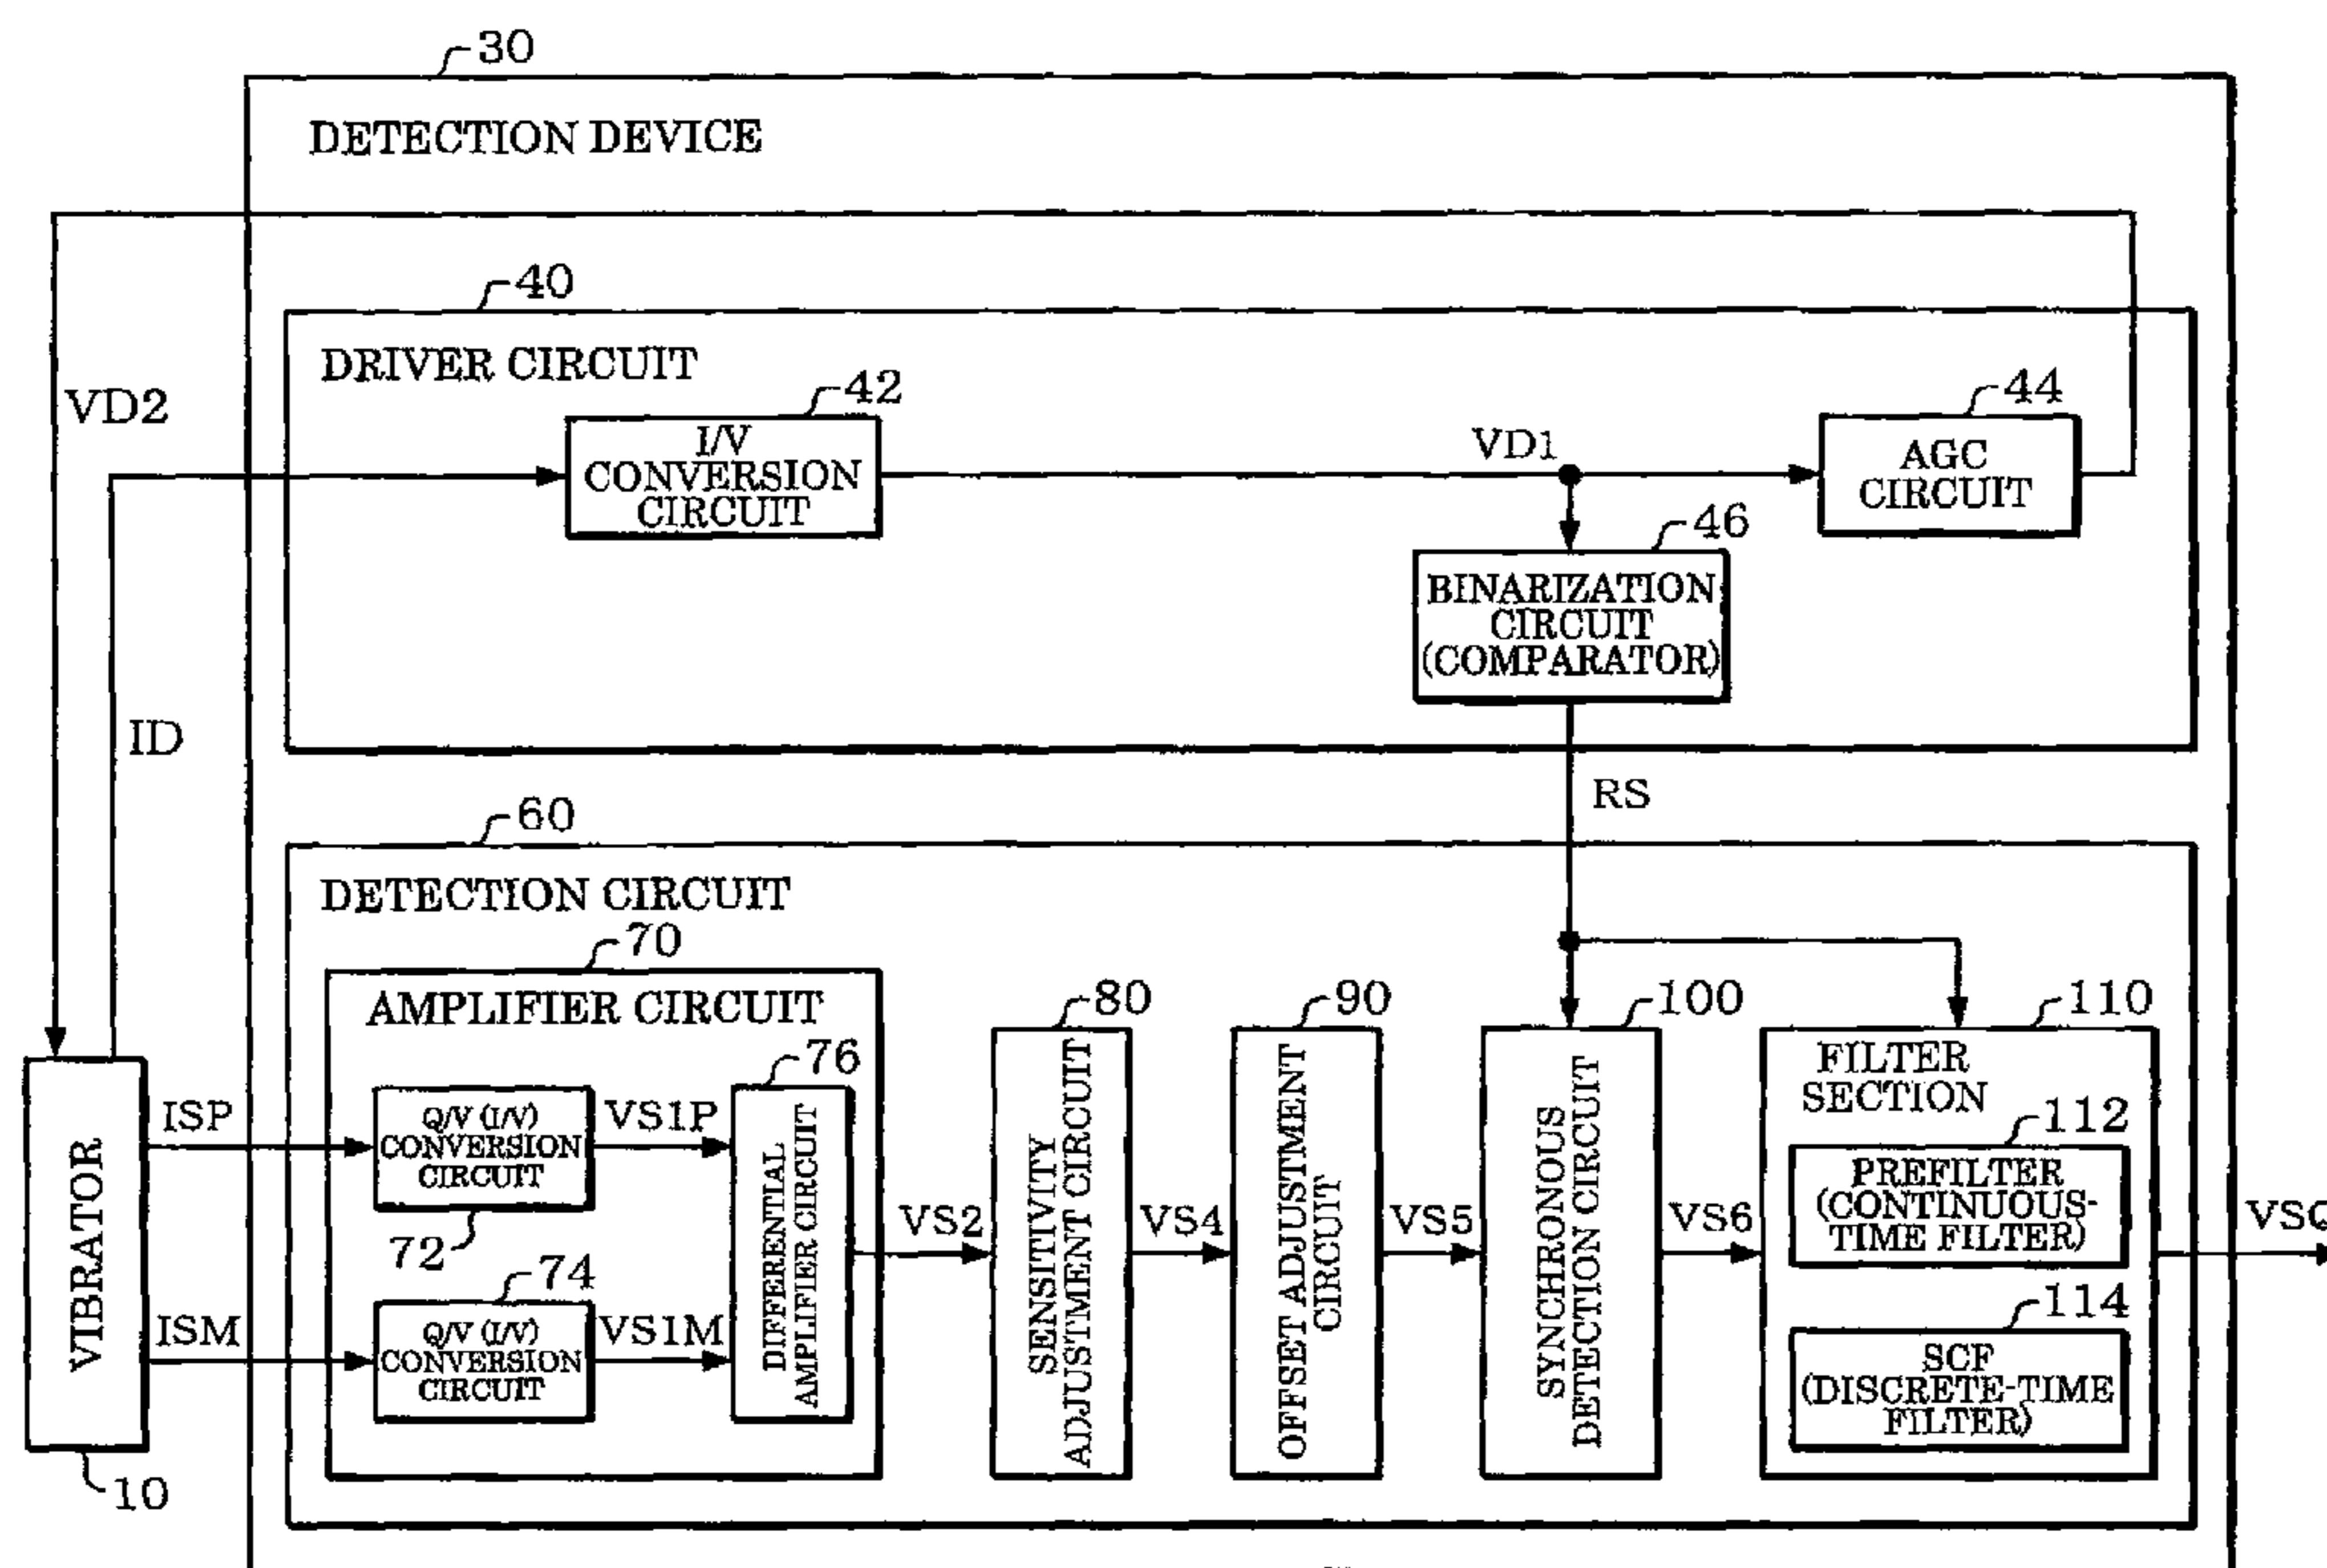 30
DETECTION DEVICE
40
DRIVER CIRCUIT
VD2
42
I/V
CONVERSION
CIRCUIT
VD1
44
AGC
CIRCUIT
46
BINARIZATION
CIRCUIT
(COMPARATOR)
ID
RS
60
DETECTION CIRCUIT
70
AMPLIFIER CIRCUIT
76
DIFFERENTIAL
AMPLIFIER CIRCUIT
80
SENSITIVITY
ADJUSTMENT CIRCUIT
90
OFFSET ADJUSTMENT
CIRCUIT
100
SYNCHRONOUS
DETECTION CIRCUIT
110
FILTER
SECTION
112
PREFILTER
(CONTINUOUS-
TIME FILTER)
114
SCF
(DISCRETE-TIME
FILTER)
VIBRATOR
10
ISP
Q/V (I/V)
CONVERSION
CIRCUIT
72
VS1P
ISM
74
Q/V (I/V)
CONVERSION
CIRCUIT
VS1M
VS2
VS4
VS5
VS6
VSQ